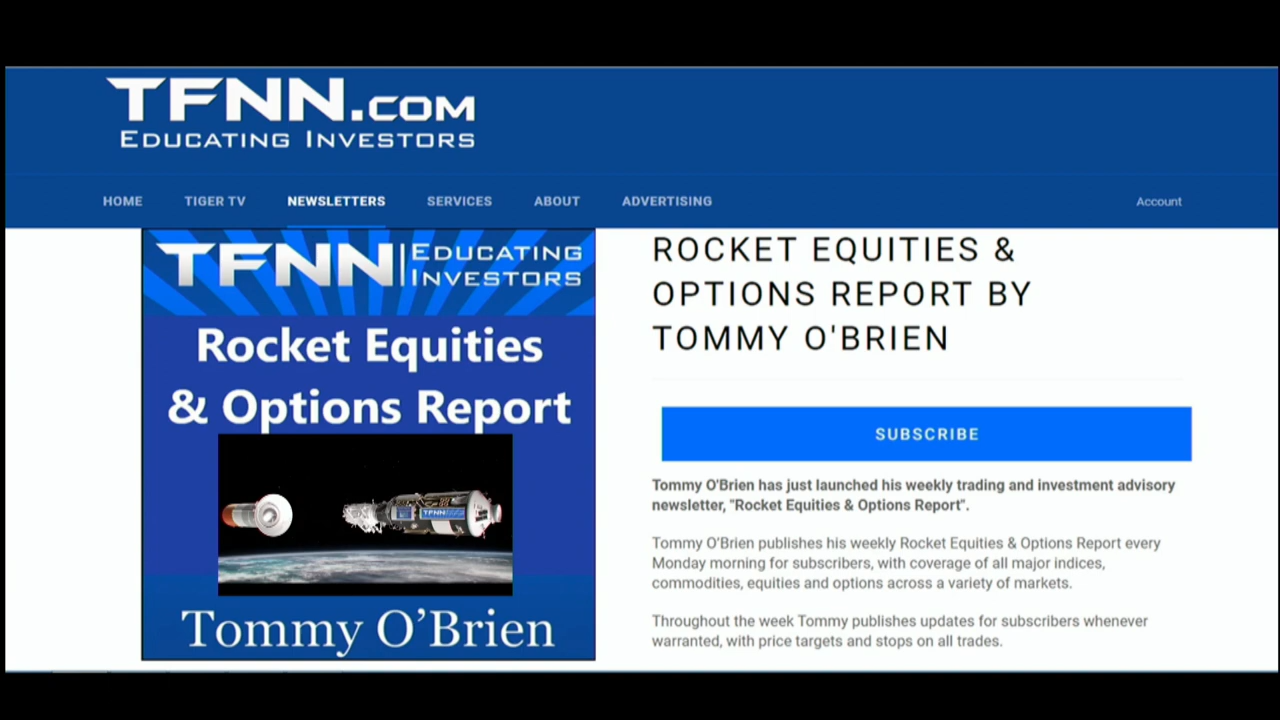 TFNN.COM
EDUCATING INVESTORS
HOME TIGER TV NEWSLETTERS SERVICES ABOUT ADVERTISING Account
TFNN EDUCATING INVESTORS
Rocket Equities
& Options Report
TFNN
Tommy O’Brien
ROCKET EQUITIES &
OPTIONS REPORT BY
TOMMY O'BRIEN
SUBSCRIBE
Tommy O'Brien has just launched his weekly trading and investment advisory
newsletter, "Rocket Equities & Options Report".
Tommy O’Brien publishes his weekly Rocket Equities & Options Report every
Monday morning for subscribers, with coverage of all major indices,
commodities, equities and options across a variety of markets.
Throughout the week Tommy publishes updates for subscribers whenever
warranted, with price targets and stops on all trades.